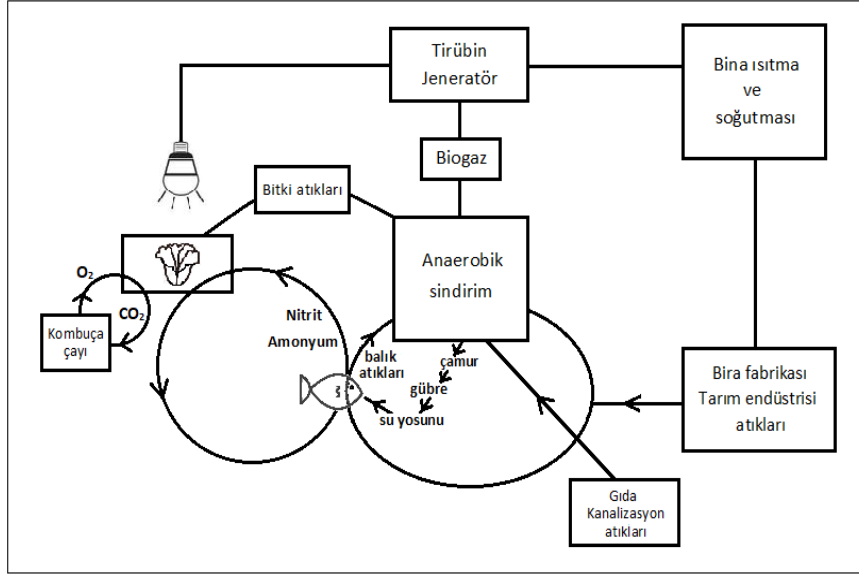 Tirübin
Jeneratör
Bina ısıtma
ve
soğutması
Biogaz
Bitki atıkları
Anaerobik
sindirim
O₂
CO₂
Kombuça
çayı
Nitrit
Amonyum
balık
atıkları
çamur
gübre
su yosunu
Bira fabrikası
Tarım endüstrisi
atıkları
Gıda
Kanalizasyon
atıkları